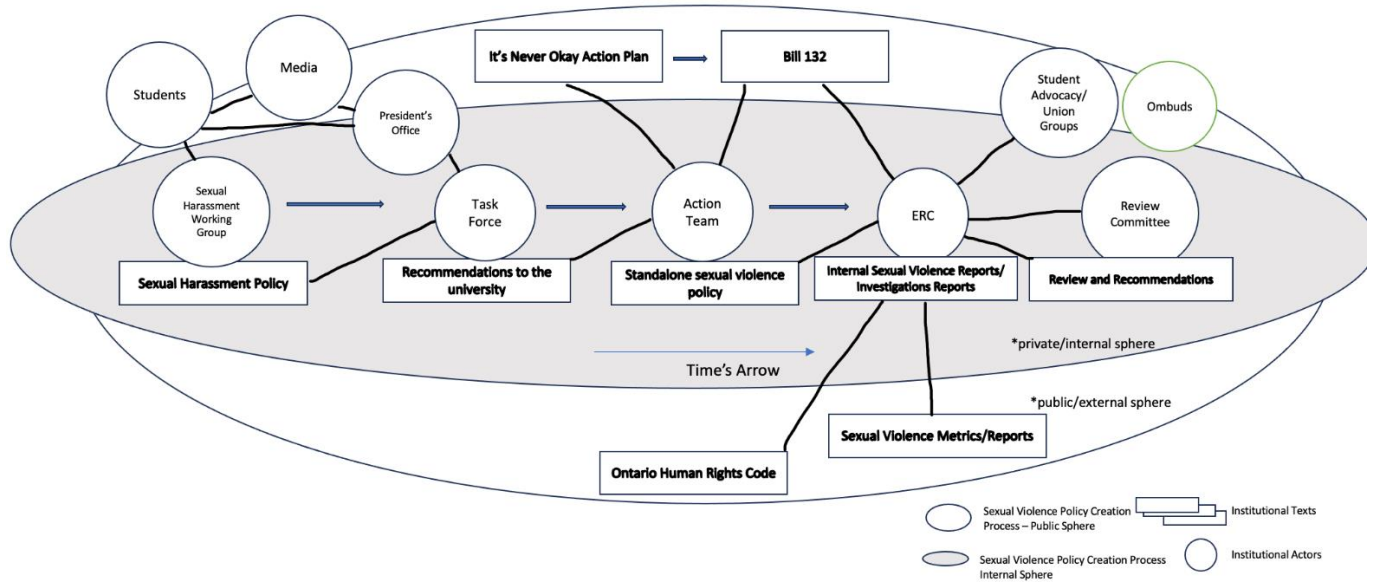 It's Never Okay Action Plan
Bill 132
Media
Students
Student
Advocacy/
Union
Groups
Ombuds
President's
Office
Sexual
Harassment
Working
Group
Task
Force
Action
Team
ERC
Review
Committee
Sexual Harassment Policy
Recommendations to the
university
Standalone sexual violence
policy
Internal Sexual Violence Reports/
Investigations Reports
Review and Recommendations
*private/internal sphere
Time's Arrow
*public/external sphere
Sexual Violence Metrics/Reports
Ontario Human Rights Code
Sexual Violence Policy Creation
Process – Public Sphere
Institutional Texts
Sexual Violence Policy Creation Process
Internal Sphere
Institutional Actors